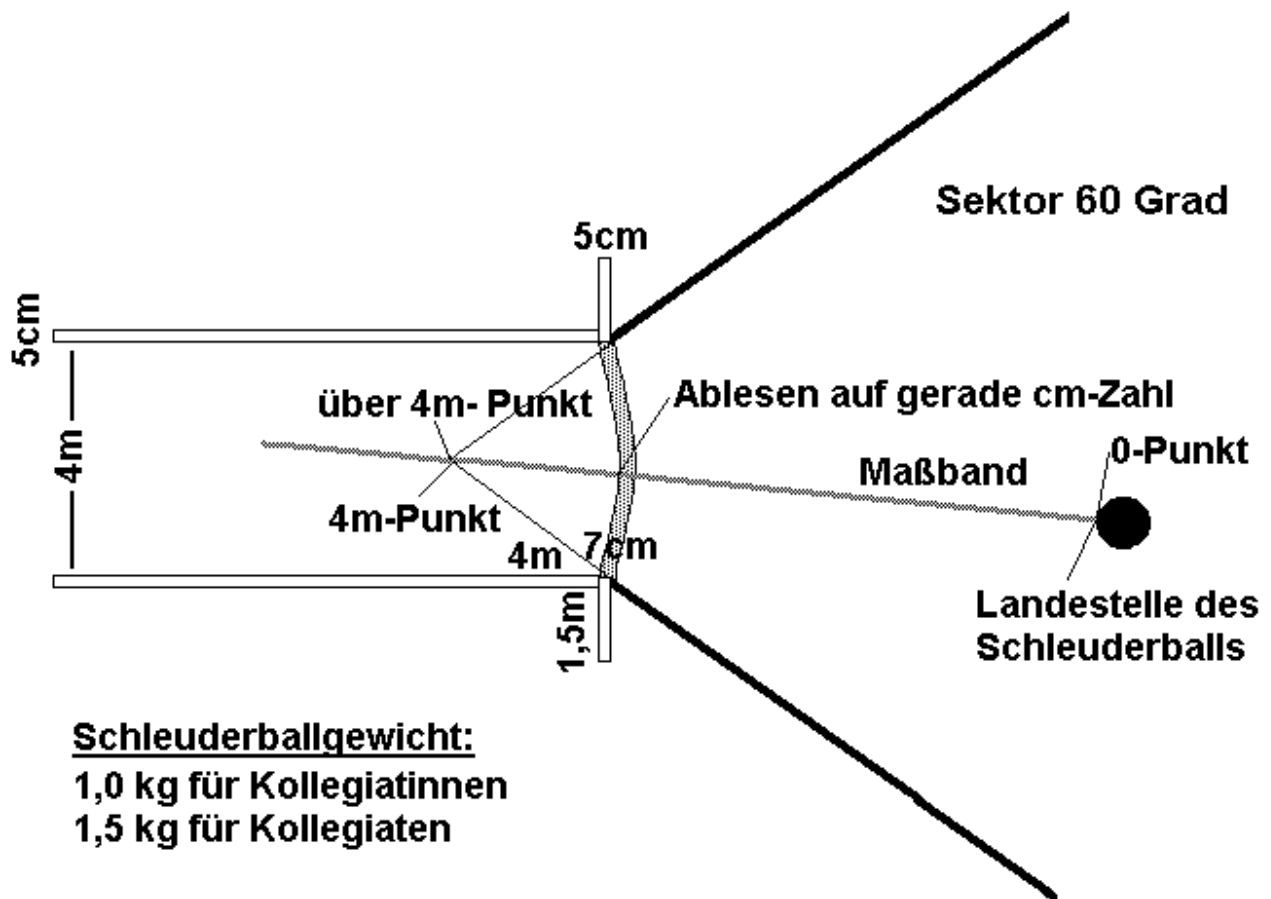 Sektor 60 Grad
5cm
5cm
4m
über 4m- Punkt
4m-Punkt
Ablesen auf gerade cm-Zahl
Maßband
0-Punkt
4m
7cm
1,5m
Landestelle des
Schleuderballs
Schleuderballgewicht:
1,0 kg für Kollegiatinnen
1,5 kg für Kollegiaten